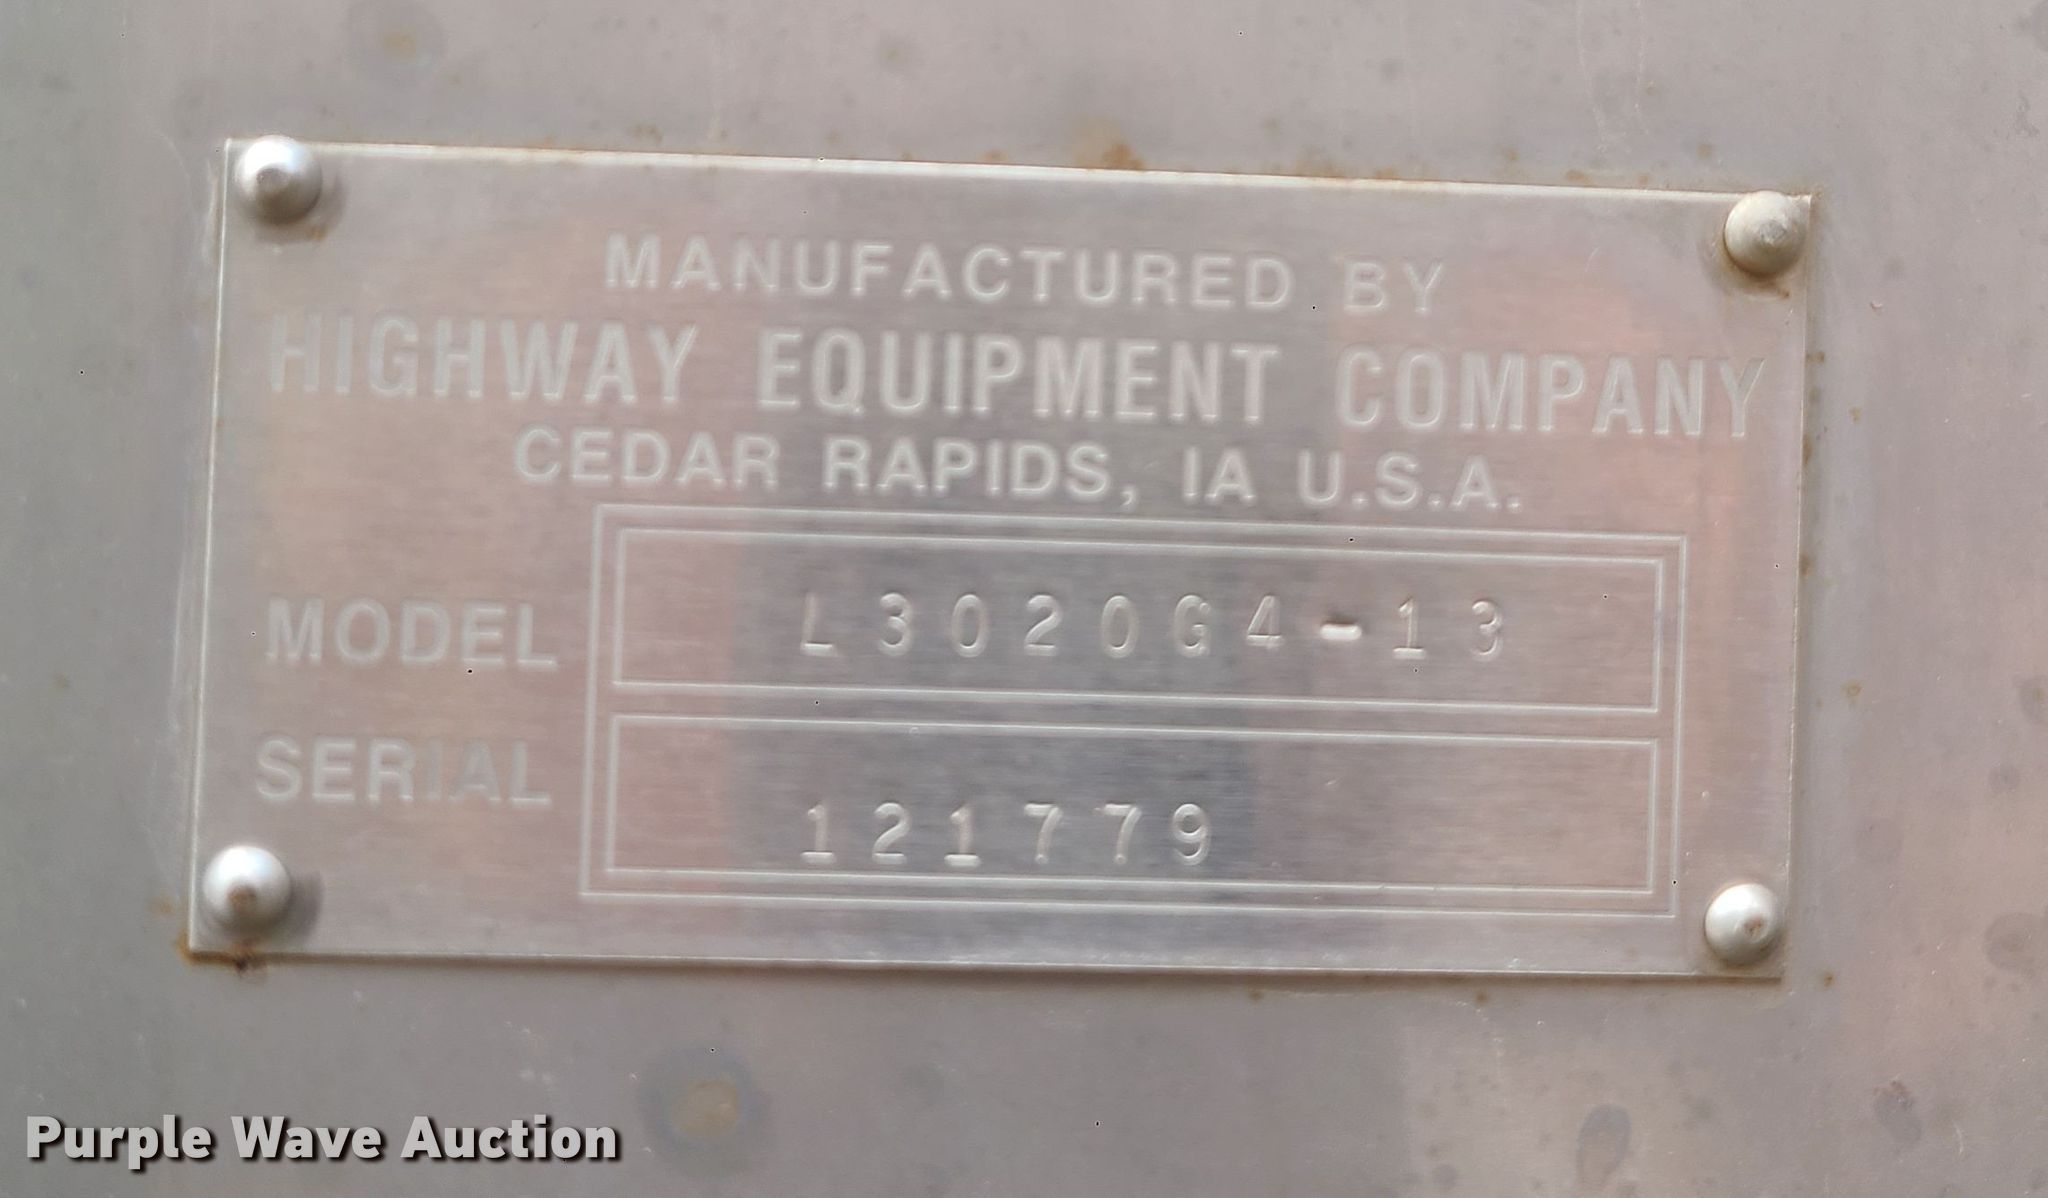 MANUFACTURED BY
HIGHWAY EQUIPMENT COMPANY
CEDAR RAPIDS, IA U.S.A.
MODEL L3020G4-13
SERIAL 121779
Purple Wave Auction